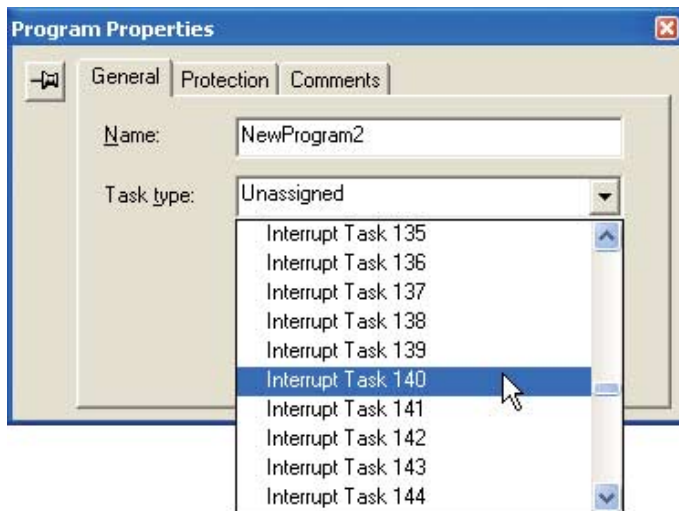 Program Properties
General Protection Comments
Name: NewProgram2
Task type: Unassigned
Interrupt Task 135
Interrupt Task 136
Interrupt Task 137
Interrupt Task 138
Interrupt Task 139
Interrupt Task 140
Interrupt Task 141
Interrupt Task 142
Interrupt Task 143
Interrupt Task 144